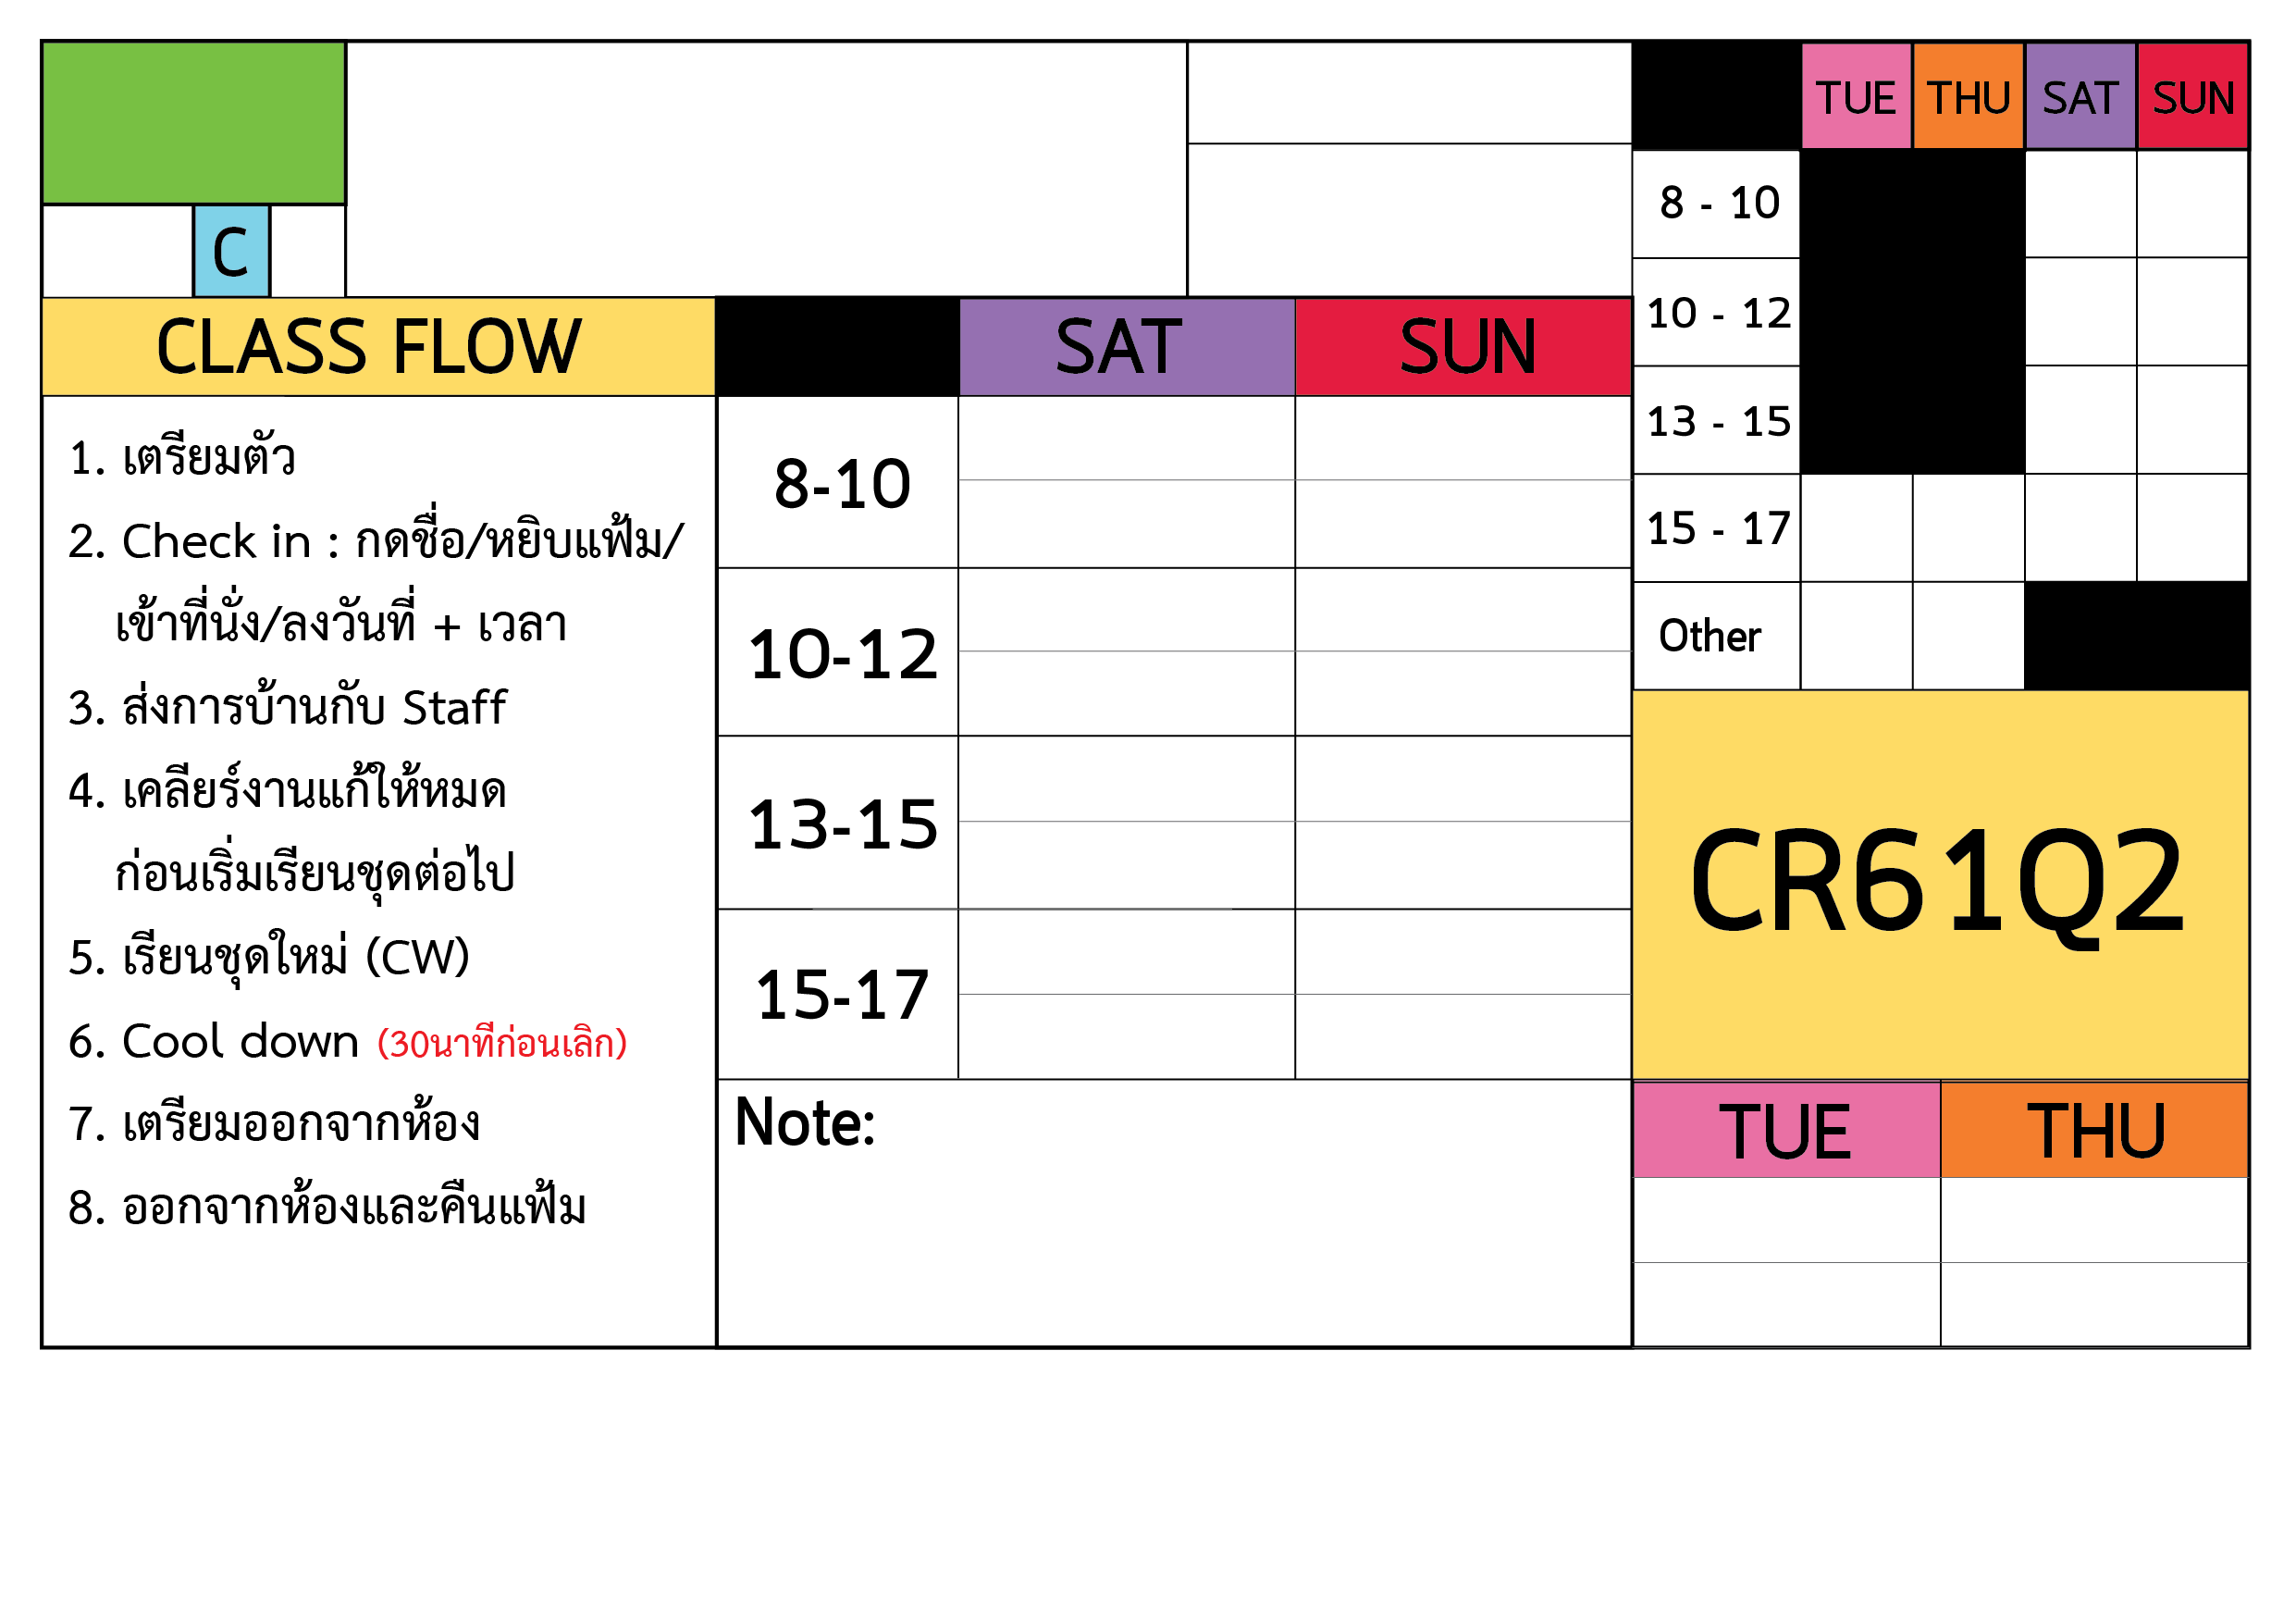 C
CLASS FLOW
1. เตรียมตัว
2. Check in : กดชื่อ/หยิบแฟ้ม/
เข้าที่นั่ง/ลงวันที่ + เวลา
3. ส่งการบ้านกับ Staff
4. เคลียร์งานแก้ให้หมด
ก่อนเริ่มเรียนชุดต่อไป
5. เรียนชุดใหม่ (CW)
6. Cool down (30นาทีก่อนเลิก)
7. เตรียมออกจากห้อง
8. ออกจากห้องและคืนแฟ้ม
SAT SUN
8-10
10-12
13-15
15-17
Note:
TUE THU SAT SUN
8 - 10
10 - 12
13 - 15
15 - 17
Other
CR61Q2
TUE THU